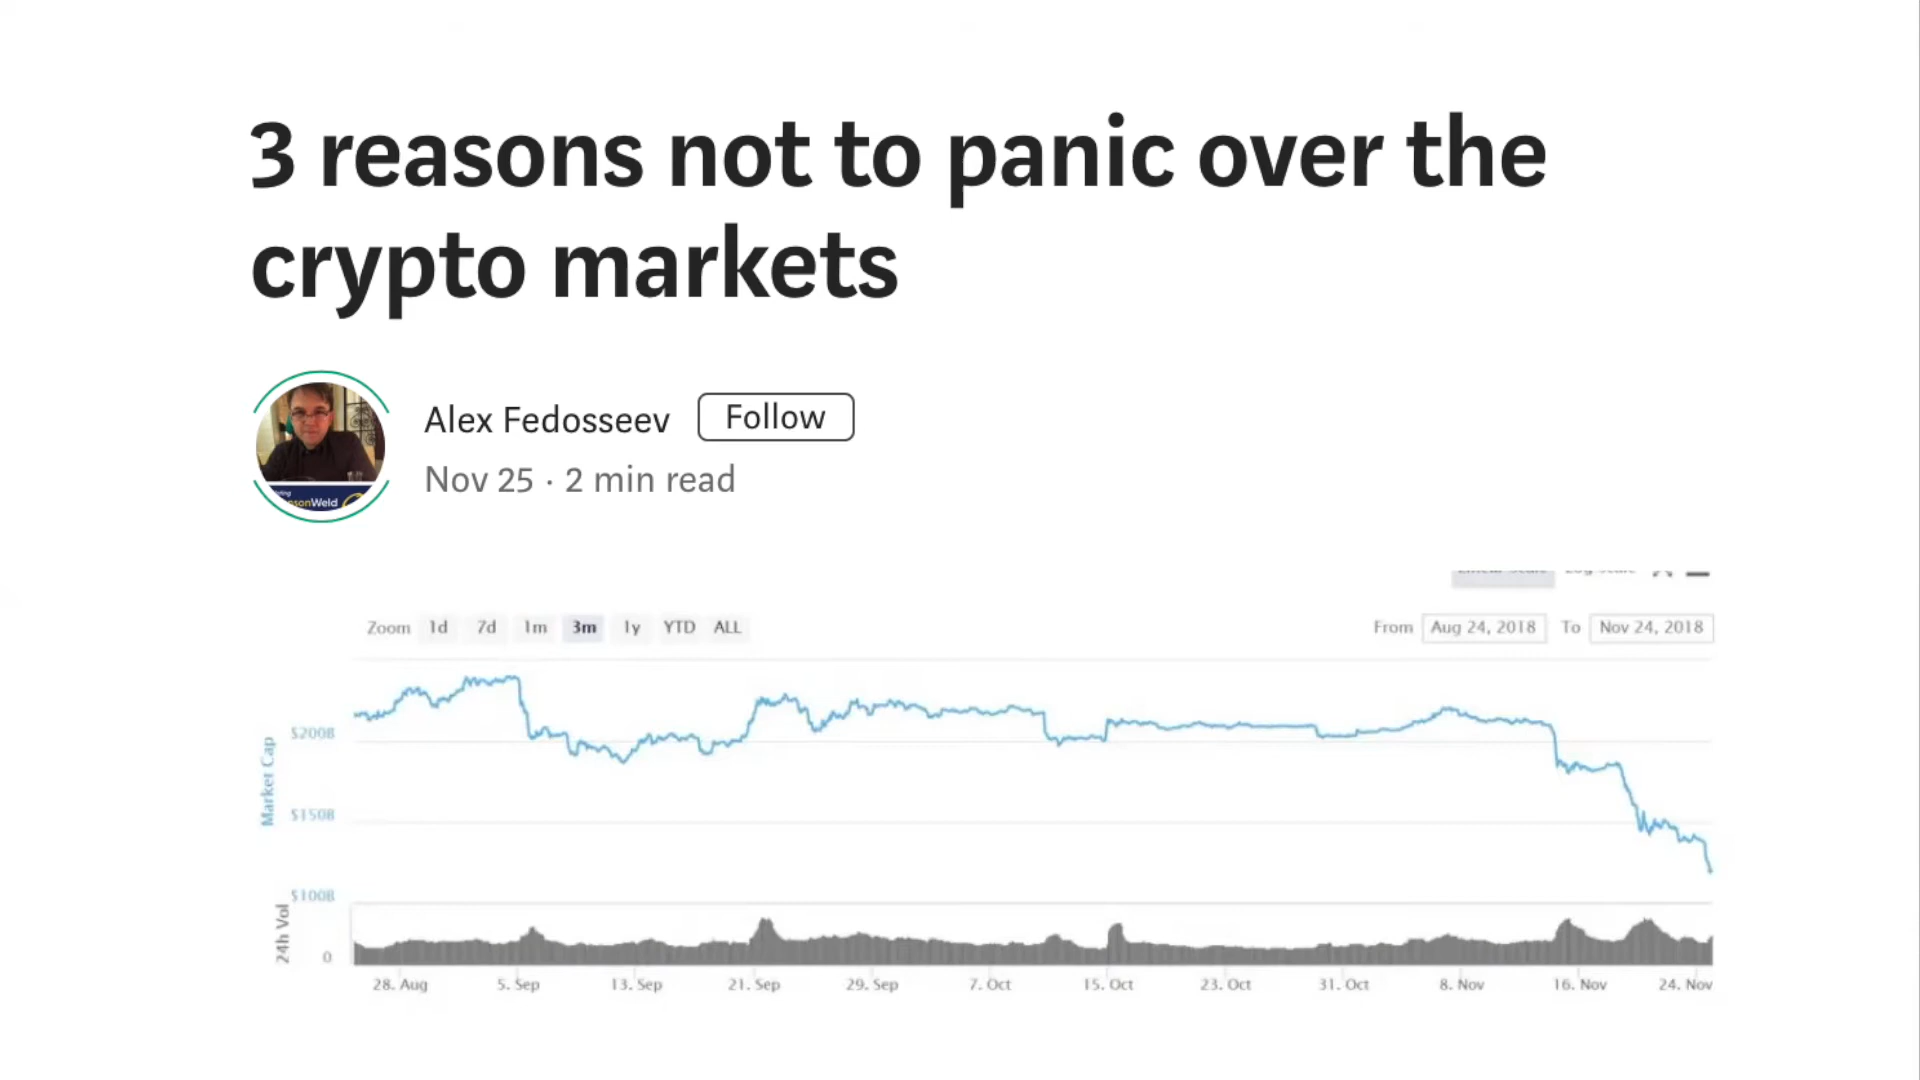 3 reasons not to panic over the
crypto markets
Alex Fedosseev Follow
Nov 25 · 2 min read
Zoom 1d 7d 1m 3m 1y YTD ALL
From Aug 24, 2018 To Nov 24, 2018
Market Cap
$200B
$150B
$100B
24h Vol
0
28. Aug 5. Sep 13. Sep 21. Sep 29. Sep 7. Oct 15. Oct 23. Oct 31. Oct 8. Nov 16. Nov 24. Nov